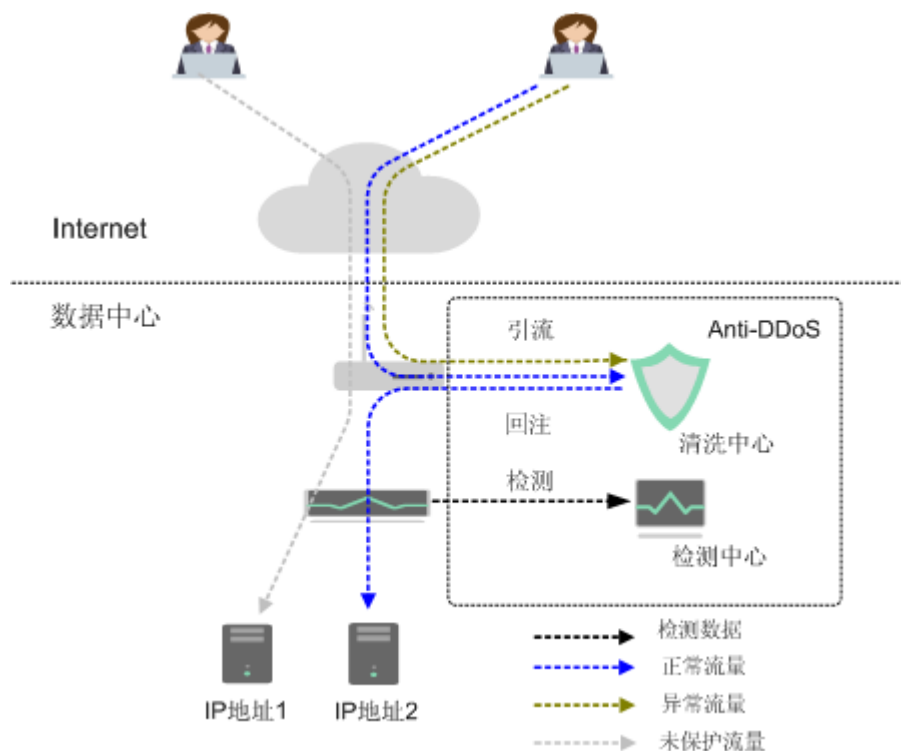 Internet
数据中心
引流
Anti-DDoS
回注
清洗中心
检测
检测中心
IP地址1
IP地址2
检测数据
正常流量
异常流量
未保护流量